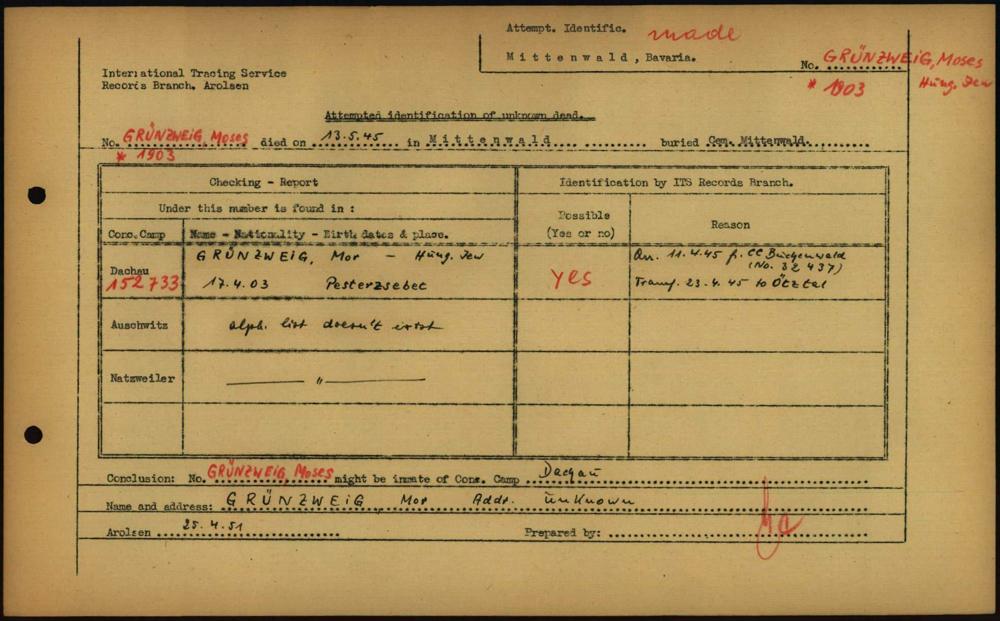 Attempt. Identific. made
Mittenwald, Bavaria.
No. GRÜNZWEIG, Moses
* 1903 Hung. Jew
International Tracing Service
Records Branch, Arolsen
Attempted identification of unknown dead.
No. GRÜNZWEIG, Moses died on 13.5.45 in Mittenwald buried Cem. Mittenwald.
* 1903
Checking - Report
Identification by ITS Records Branch.
Under this number is found in :
Possible
(Yes or no)
Reason
Conc. Camp
Name - Nationality - Birth dates & place.
GRÜNZWEIG, Mor - Hung. Jew
Arr. 11.4.45 f. CC Buchenwald
(No. 32 437)
Dachau
152733
17.4.03 Pesterzsebet
yes
Transf. 23.4.45 to Ötztal
Auschwitz
alph. list doesn't exist
Natzweiler
— " —
Conclusion: No. GRÜNZWEIG, Moses might be inmate of Conc. Camp Dachau
Name and address: GRÜNZWEIG Mor Addr. unknown
Arolsen 25.4.51
Prepared by: